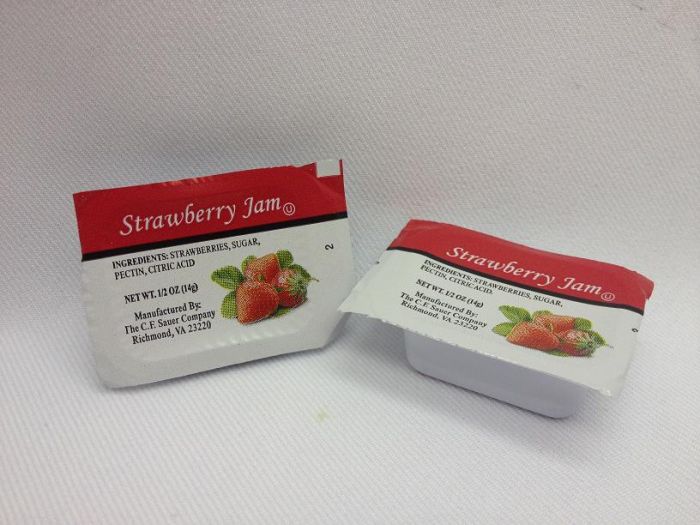 Strawberry Jam Ⓤ
INGREDIENTS: STRAWBERRIES, SUGAR,
PECTIN, CITRIC ACID
2
NET WT. 1/2 OZ (14g)
Manufactured By:
The C.F. Sauer Company
Richmond, VA 23220
Strawberry Jam Ⓤ
INGREDIENTS: STRAWBERRIES, SUGAR,
PECTIN, CITRIC ACID
NET WT. 1/2 OZ (14g)
Manufactured By:
The C.F. Sauer Company
Richmond, VA 23220